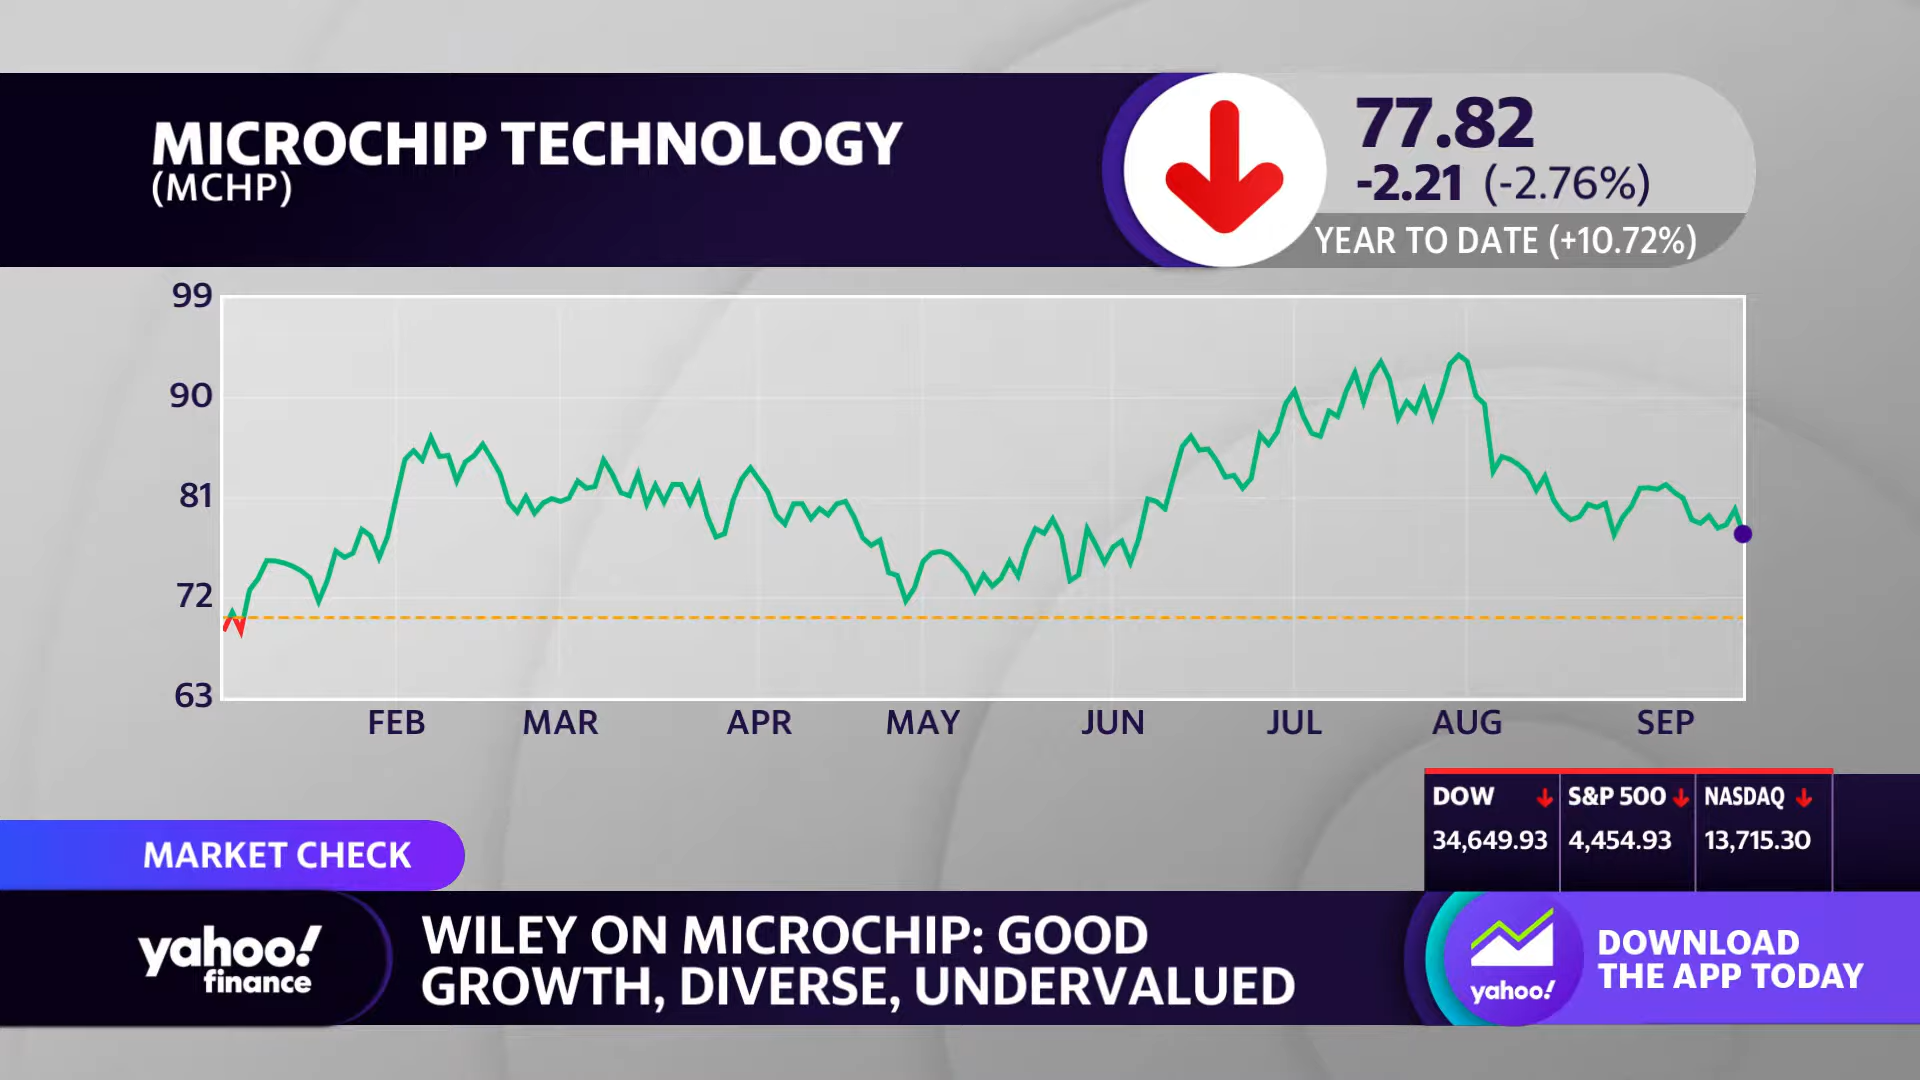 MICROCHIP TECHNOLOGY
(MCHP)
77.82
-2.21 (-2.76%)
YEAR TO DATE (+10.72%)
99
90
81
72
63
FEB MAR APR MAY JUN JUL AUG SEP
DOW S&P 500 NASDAQ
34,649.93 4,454.93 13,715.30
MARKET CHECK
yahoo!
finance
WILEY ON MICROCHIP: GOOD
GROWTH, DIVERSE, UNDERVALUED
yahoo!
DOWNLOAD
THE APP TODAY